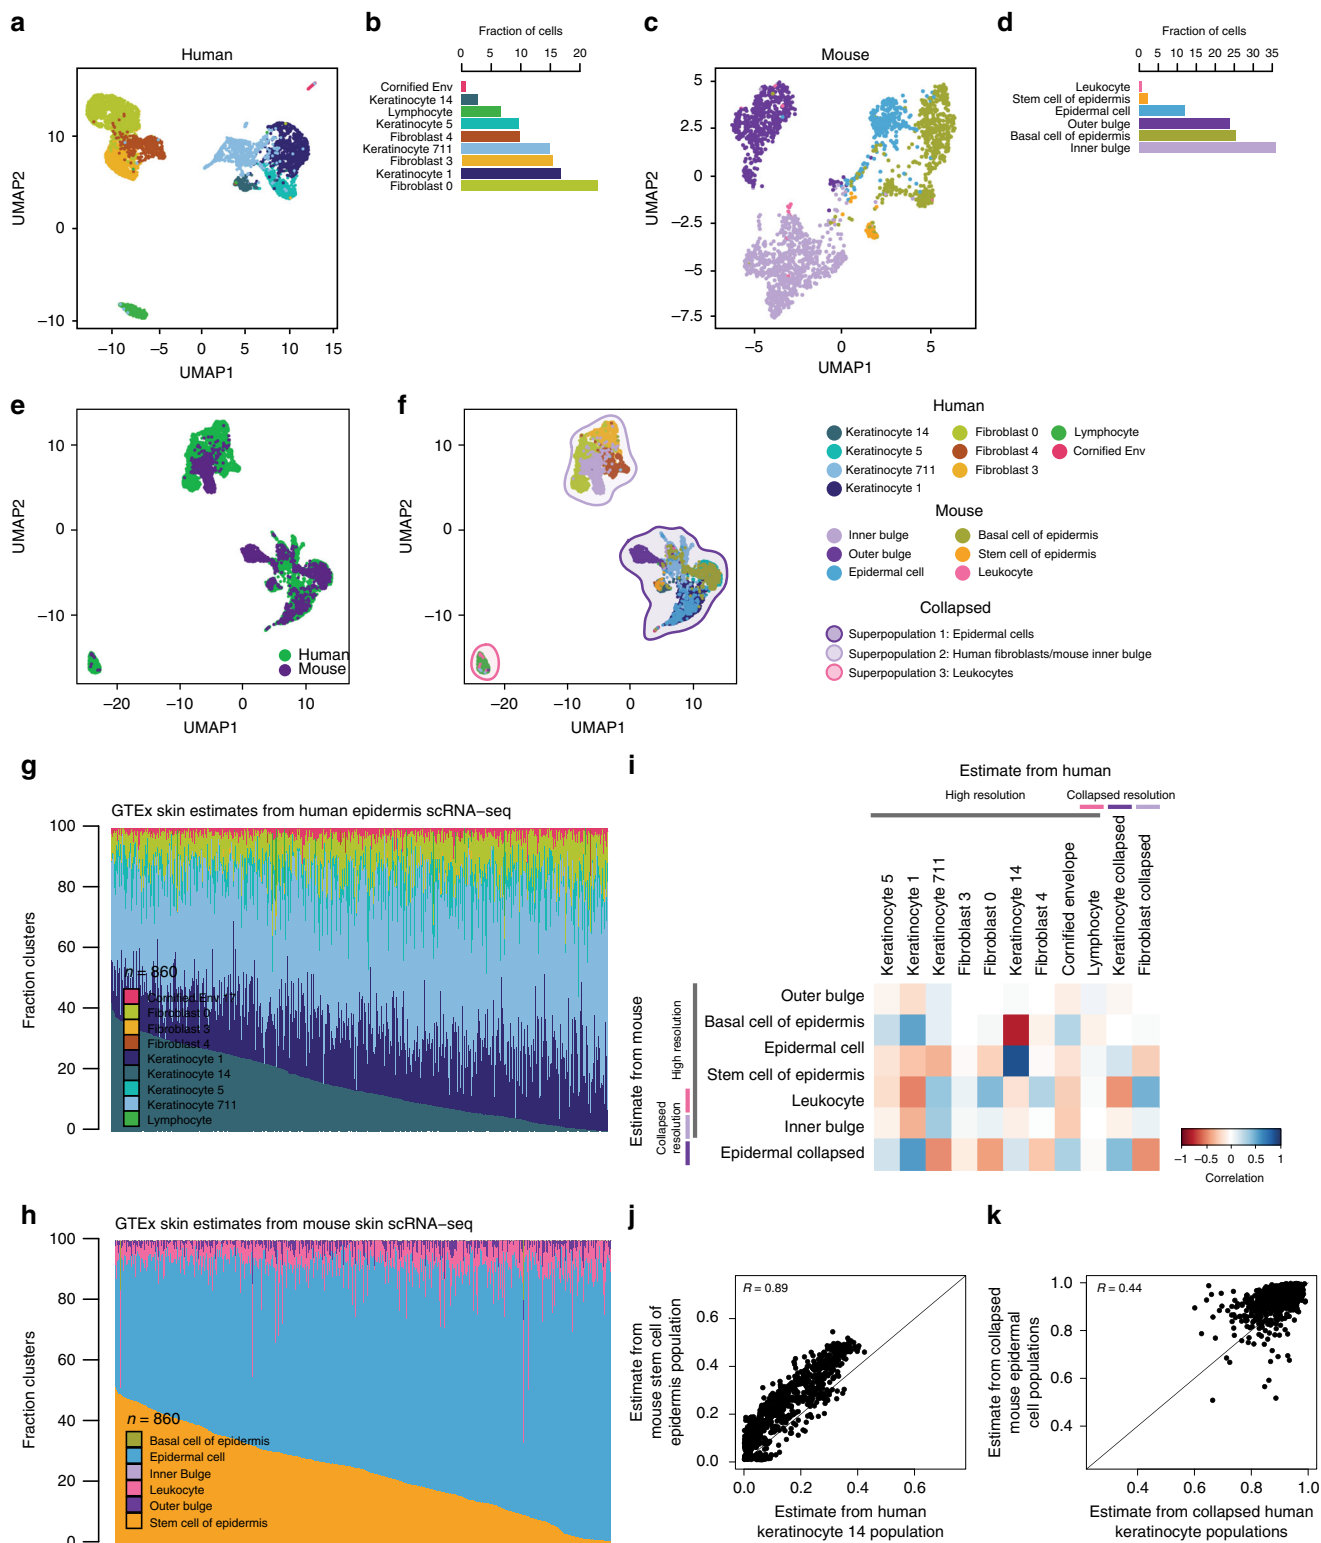 a
Human
UMAP2
10
0
−10
−10
−5
0
5
10
15
UMAP1
b
Fraction of cells
0 5 10 15 20
Cornified Env
Keratinocyte 14
Lymphocyte
Keratinocyte 5
Fibroblast 4
Keratinocyte 711
Fibroblast 3
Keratinocyte 1
Fibroblast 0
c
Mouse
UMAP2
5
2.5
0
−2.5
−5
−7.5
−5
0
5
UMAP1
d
Fraction of cells
0 5 10 15 20 25 30 35
Leukocyte
Stem cell of epidermis
Epidermal cell
Outer bulge
Basal cell of epidermis
Inner bulge
e
UMAP2
10
0
−10
Human
Mouse
−20
−10
0
10
UMAP1
f
UMAP2
10
0
−10
−20
−10
0
10
UMAP1
Human
Keratinocyte 14
Fibroblast 0
Lymphocyte
Keratinocyte 5
Fibroblast 4
Cornified Env
Keratinocyte 711
Fibroblast 3
Keratinocyte 1
Mouse
Inner bulge
Basal cell of epidermis
Outer bulge
Stem cell of epidermis
Epidermal cell
Leukocyte
Collapsed
Superpopulation 1: Epidermal cells
Superpopulation 2: Human fibroblasts/mouse inner bulge
Superpopulation 3: Leukocytes
g
GTEx skin estimates from human epidermis scRNA−seq
Fraction clusters
100
80
60
40
20
0
n = 860
Cornified Env 17
Fibroblast 0
Fibroblast 3
Fibroblast 4
Keratinocyte 1
Keratinocyte 14
Keratinocyte 5
Keratinocyte 711
Lymphocyte
h
GTEx skin estimates from mouse skin scRNA−seq
Fraction clusters
100
80
60
40
20
0
n = 860
Basal cell of epidermis
Epidermal cell
Inner Bulge
Leukocyte
Outer bulge
Stem cell of epidermis
i
Estimate from human
High resolution
Collapsed resolution
Keratinocyte 5
Keratinocyte 1
Keratinocyte 711
Fibroblast 3
Fibroblast 0
Keratinocyte 14
Fibroblast 4
Cornified envelope
Lymphocyte
Keratinocyte collapsed
Fibroblast collapsed
Estimate from mouse
High resolution
Collapsed
resolution
Outer bulge
Basal cell of epidermis
Epidermal cell
Stem cell of epidermis
Leukocyte
Inner bulge
Epidermal collapsed
−1 −0.5 0 0.5 1
Correlation
j
R = 0.89
Estimate from
mouse stem cell of
epidermis population
0.6
0.4
0.2
0.0
0.0
0.2
0.4
0.6
Estimate from human
keratinocyte 14 population
k
R = 0.44
Estimate from collapsed
mouse epidermal
cell populations
1.0
0.8
0.6
0.4
0.4
0.6
0.8
1.0
Estimate from collapsed human
keratinocyte populations